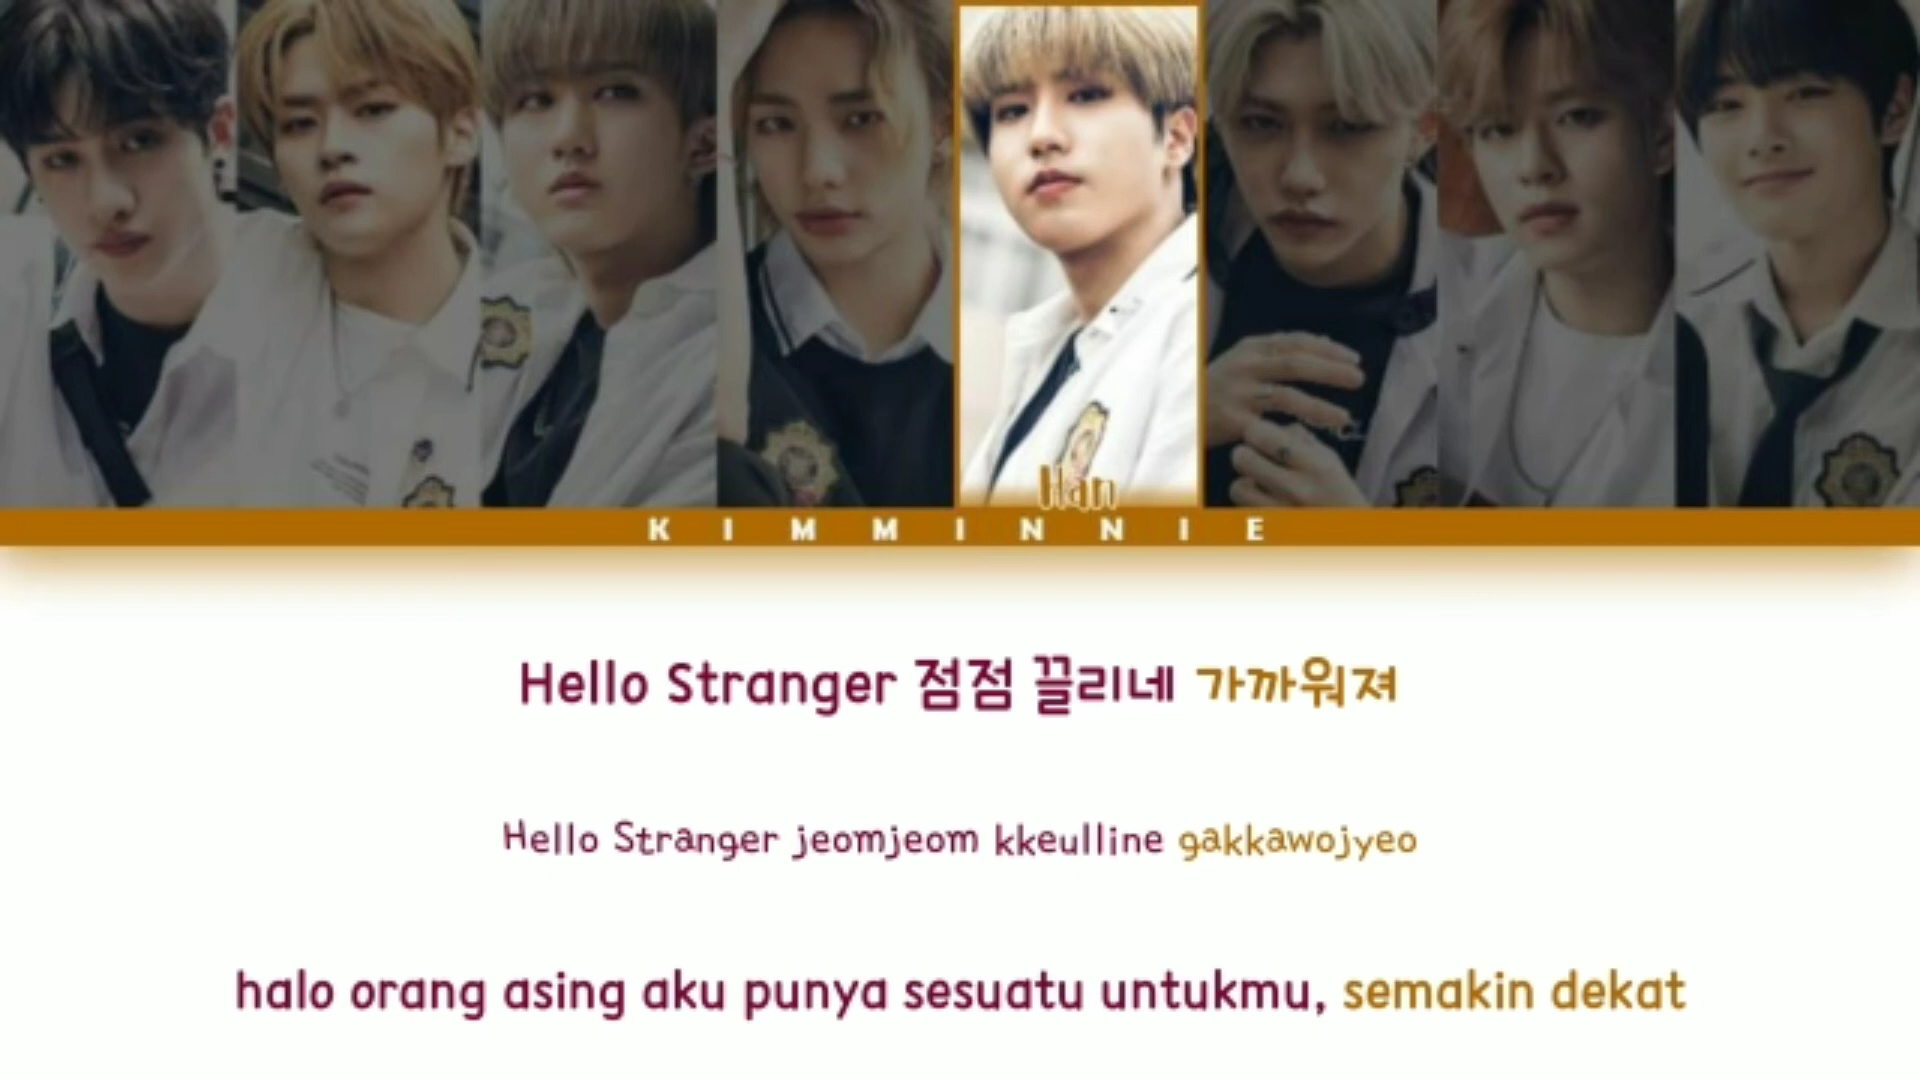 Han
KIMMINNIE
Hello Stranger 점점 끌리네 가까워져
Hello Stranger jeomjeom kkeulline gakkawojyeo
halo orang asing aku punya sesuatu untukmu, semakin dekat